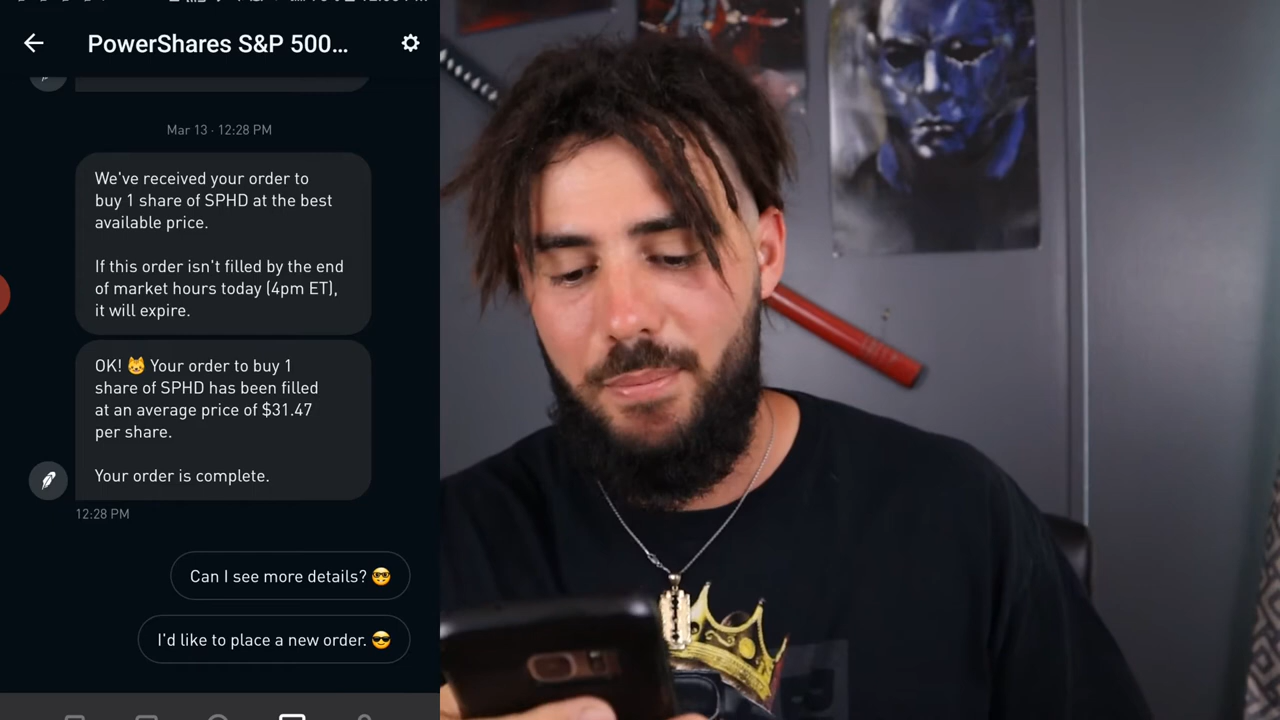 PowerShares S&P 500...
Mar 13 · 12:28 PM
We've received your order to
buy 1 share of SPHD at the best
available price.
If this order isn't filled by the end
of market hours today (4pm ET),
it will expire.
OK! 😺 Your order to buy 1
share of SPHD has been filled
at an average price of $31.47
per share.
Your order is complete.
12:28 PM
Can I see more details? 🤓
I'd like to place a new order. 😎